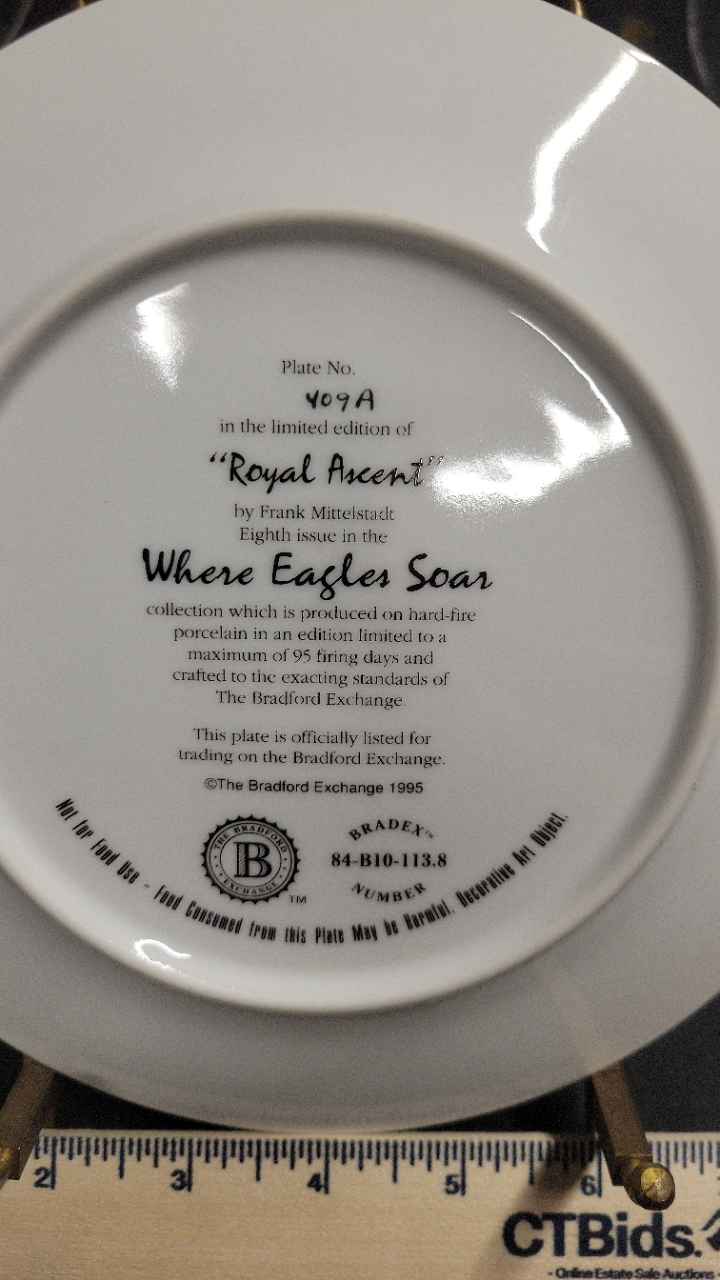 Plate No.
409A
in the limited edition of
“Royal Ascent”
by Frank Mittelstadt
Eighth issue in the
Where Eagles Soar
collection which is produced on hard-fire
porcelain in an edition limited to a
maximum of 95 firing days and
crafted to the exacting standards of
The Bradford Exchange.
This plate is officially listed for
trading on the Bradford Exchange.
©The Bradford Exchange 1995
THE BRADFORD
B
EXCHANGE
TM
BRADEX™
84-B10-113.8
NUMBER
Not for Food Use - Food Consumed from this Plate May be Harmful. Decorative Art Object.
2 3 4 5 6
CTBids.
- Online Estate Sale Auctions -